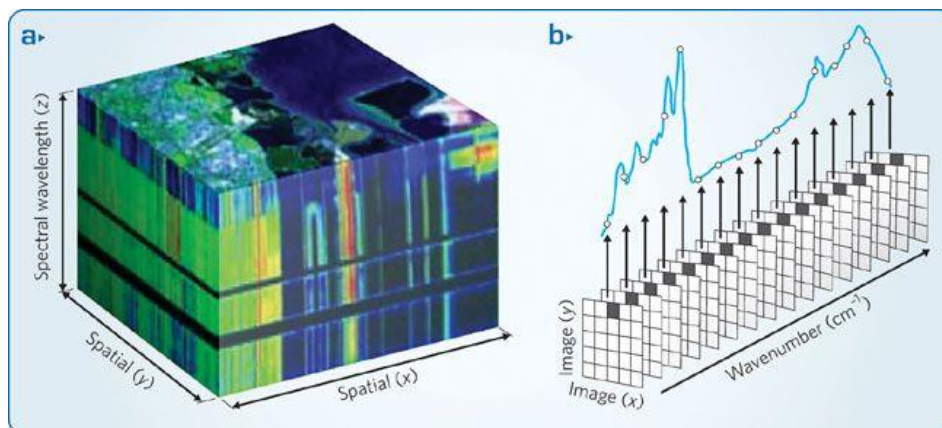 a
Spectral wavelength (z)
Spatial (y)
Spatial (x)
b
Image (y)
Image (x)
Wavenumber (cm⁻¹)